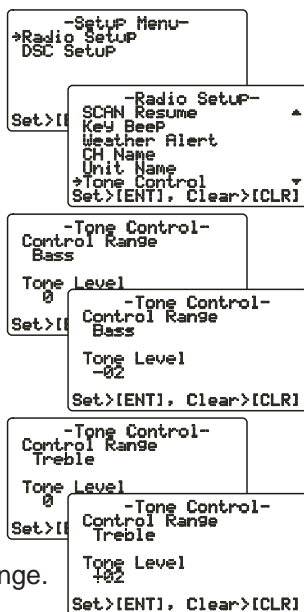 -Setup Menu-
→Radio Setup
DSC Setup
Set>[E
-Radio Setup-
SCAN Resume
Key Beep
Weather Alert
CH Name
Unit Name
→Tone Control
Set>[ENT], Clear>[CLR]
-Tone Control-
Control Range
Bass
Tone Level
0
Set>[E
-Tone Control-
Control Range
Bass
Tone Level
-02
Set>[ENT], Clear>[CLR]
-Tone Control-
Control Range
Treble
Tone Level
0
Set>[E
-Tone Control-
Control Range
Treble
Tone Level
+02
nge.
Set>[ENT], Clear>[CLR]